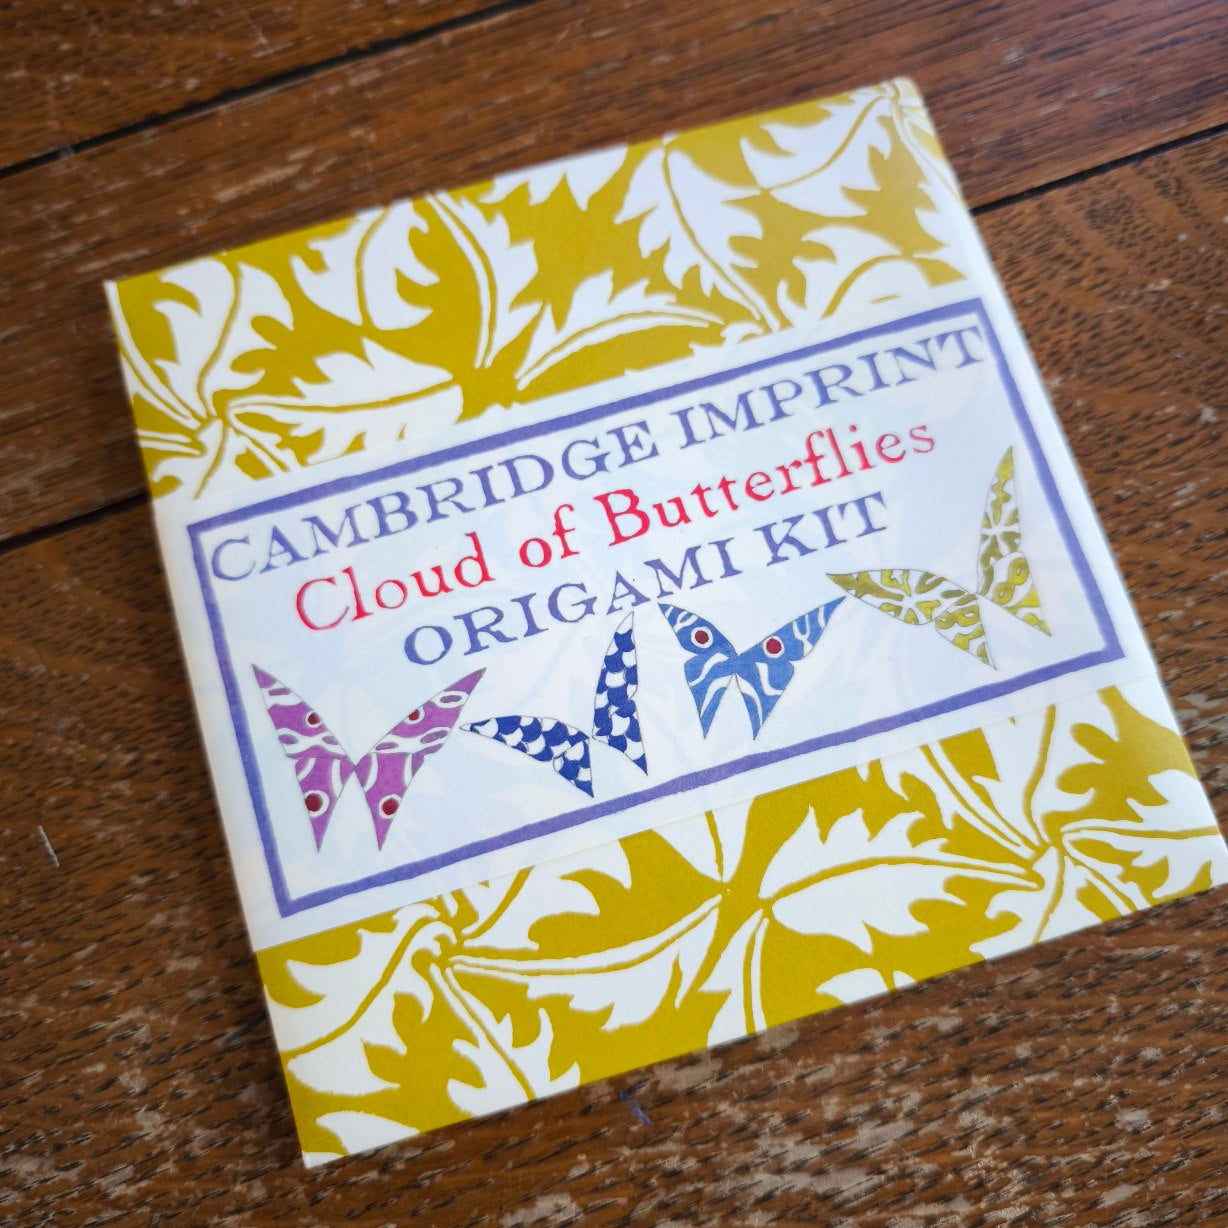 CAMBRIDGE IMPRINT
Cloud of Butterflies
ORIGAMI KIT